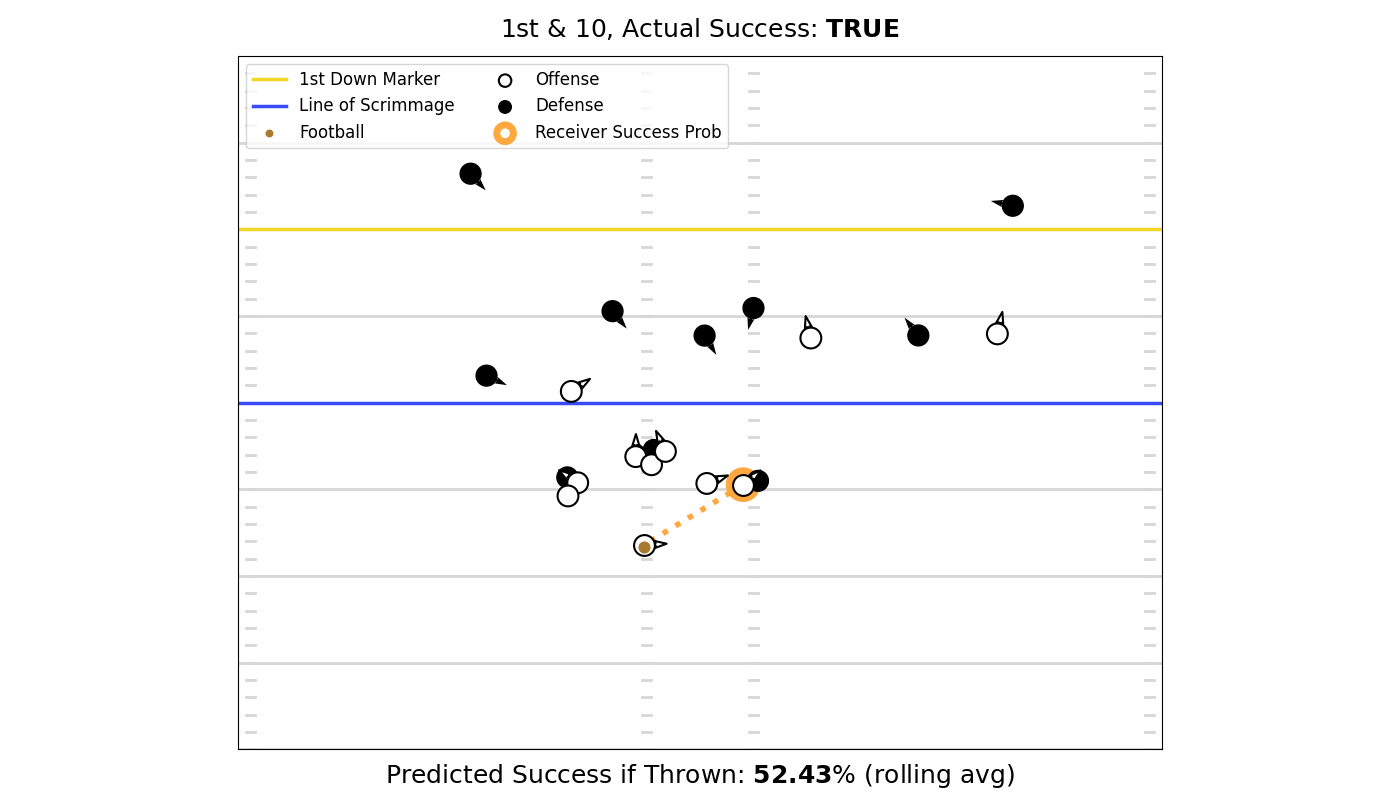 1st & 10, Actual Success: TRUE
1st Down Marker
Line of Scrimmage
Football
Offense
Defense
Receiver Success Prob
Predicted Success if Thrown: 52.43% (rolling avg)